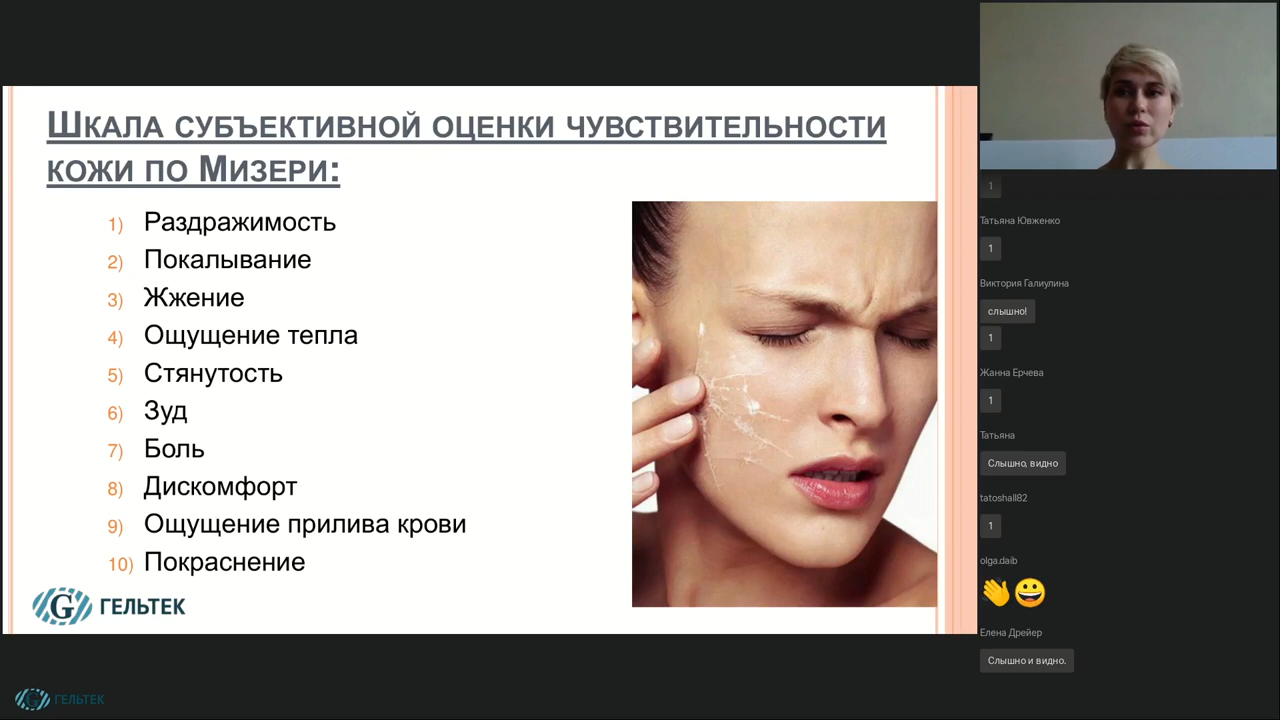 Шкала субъективной оценки чувствительности
кожи по Мизери:
1) Раздражимость
2) Покалывание
3) Жжение
4) Ощущение тепла
5) Стянутость
6) Зуд
7) Боль
8) Дискомфорт
9) Ощущение прилива крови
10) Покраснение
G ГЕЛЬТЕК
G ГЕЛЬТЕК
1
Татьяна Ювженко
1
Виктория Галиулина
слышно!
1
Жанна Ерчева
1
Татьяна
Слышно, видно
tatoshall82
1
olga.daib
👋😀
Елена Дрейер
Слышно и видно.